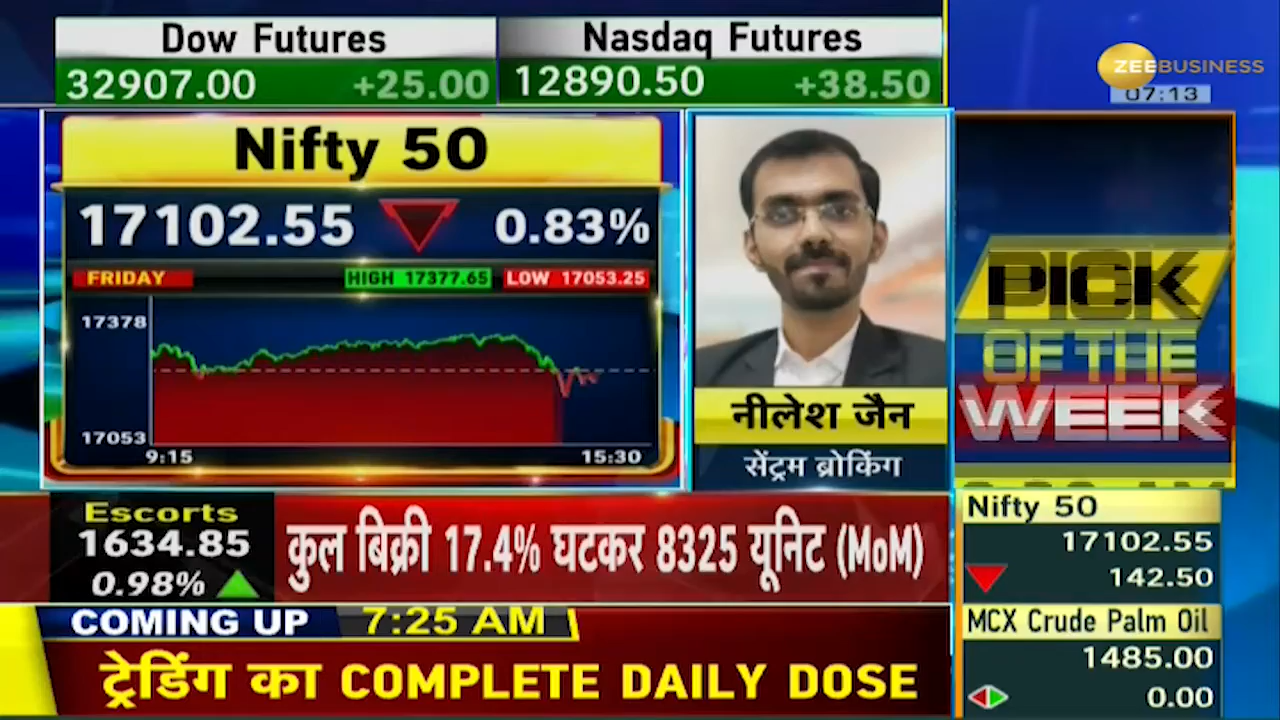 Dow Futures
32907.00 +25.00
Nasdaq Futures
12890.50 +38.50
ZEEBUSINESS
07:13
Nifty 50
17102.55 0.83%
FRIDAY HIGH 17377.65 LOW 17053.25
17378
17053
9:15 15:30
नीलेश जैन
सेंट्रम ब्रोकिंग
PICK
OF THE
WEEK
Escorts
1634.85
0.98%
कुल बिक्री 17.4% घटकर 8325 यूनिट (MoM)
Nifty 50
17102.55
142.50
MCX Crude Palm Oil
1485.00
0.00
COMING UP 7:25 AM
ट्रेडिंग का COMPLETE DAILY DOSE